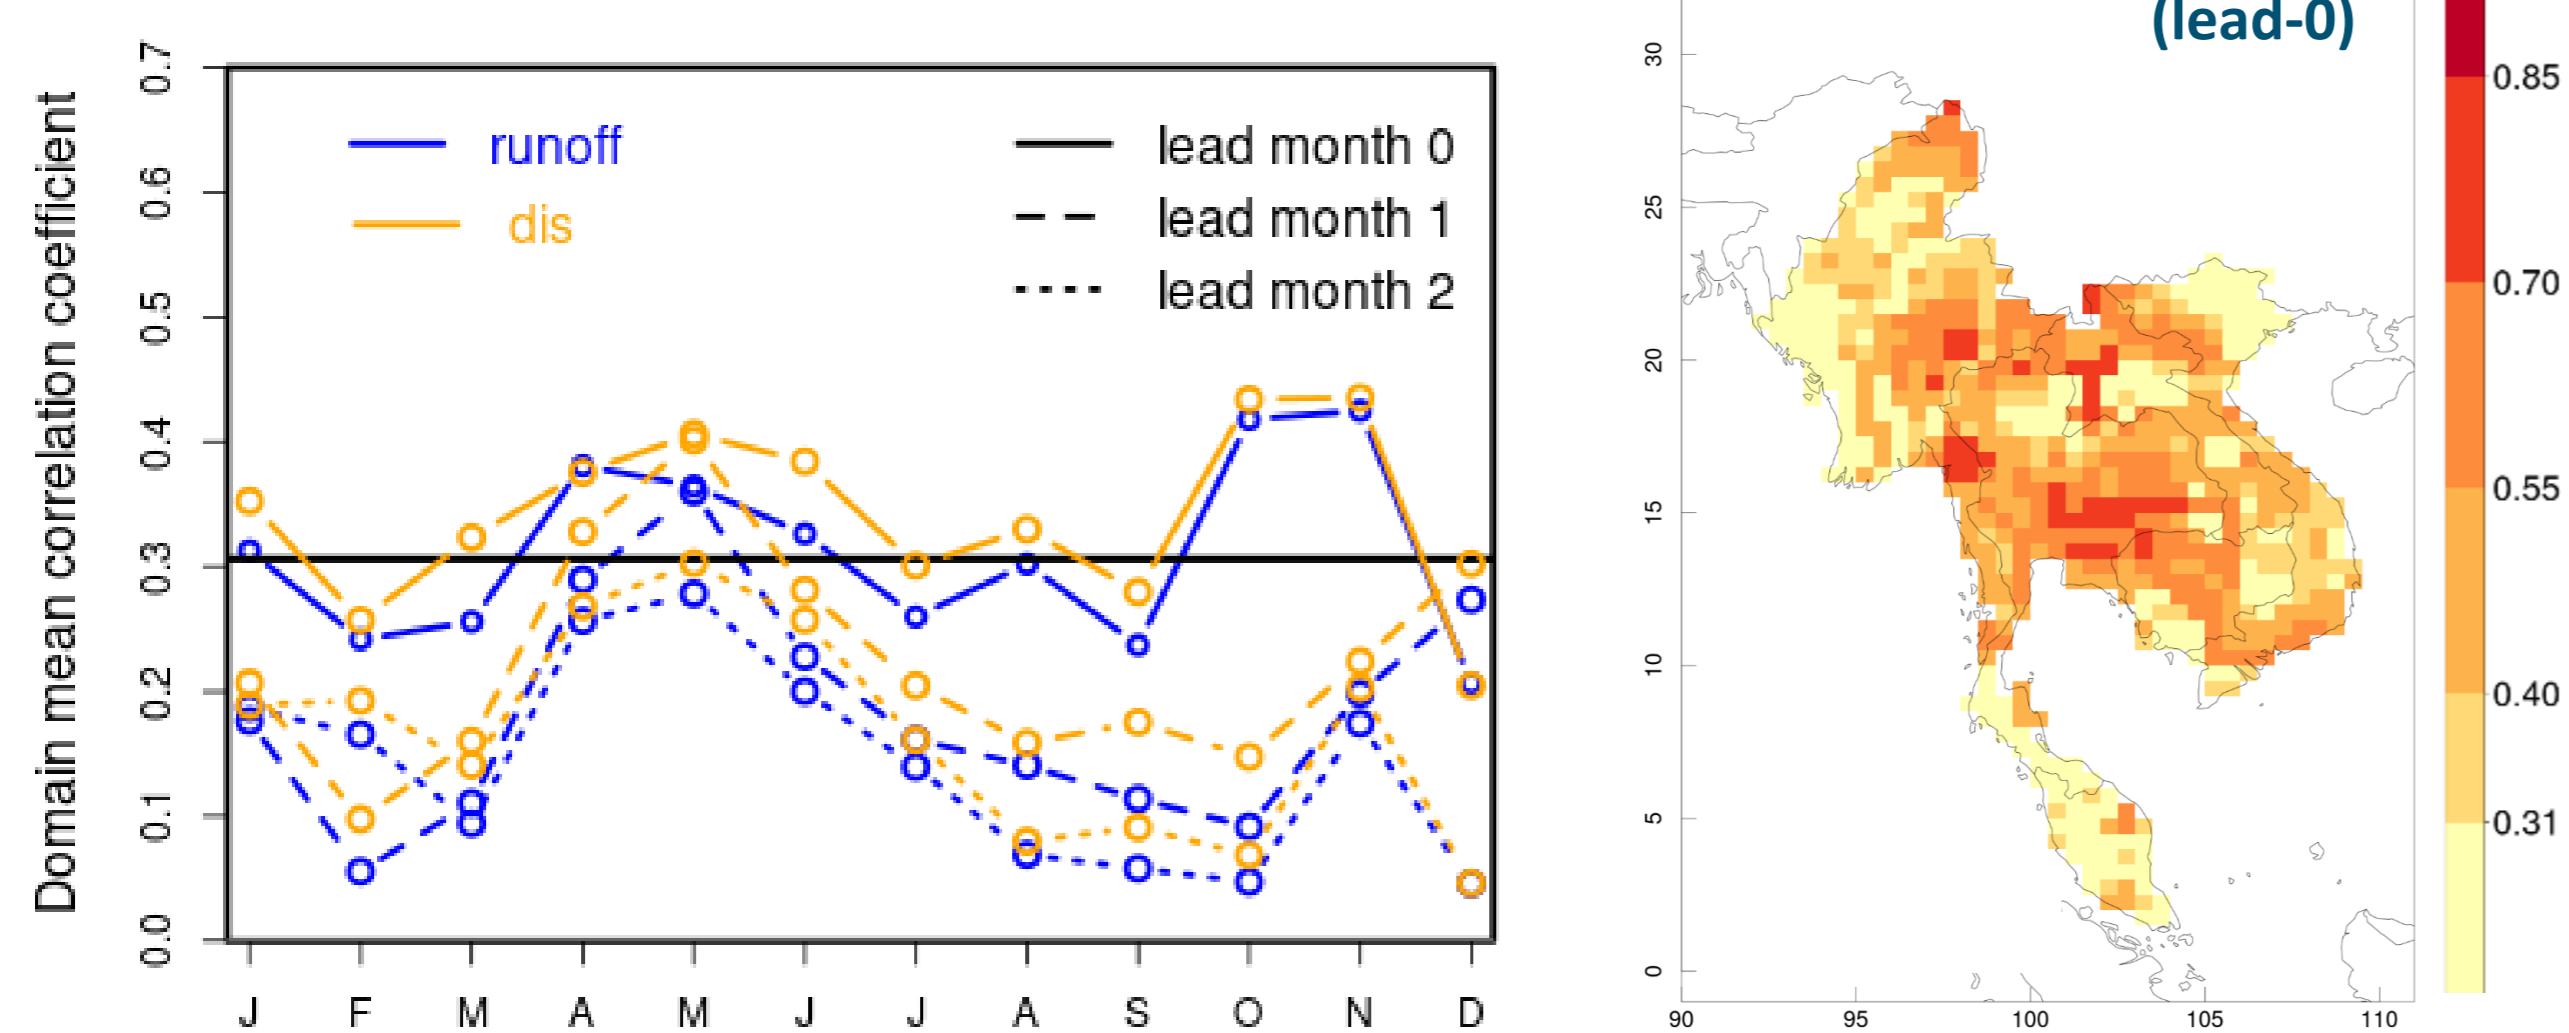 Domain mean correlation coefficient
0.7
0.6
0.5
0.4
0.3
0.2
0.1
0.0
runoff
dis
lead month 0
lead month 1
lead month 2
J F M A M J J A S O N D
(lead-0)
30
25
20
15
10
5
0
90 95 100 105 110
0.85
0.70
0.55
0.40
0.31